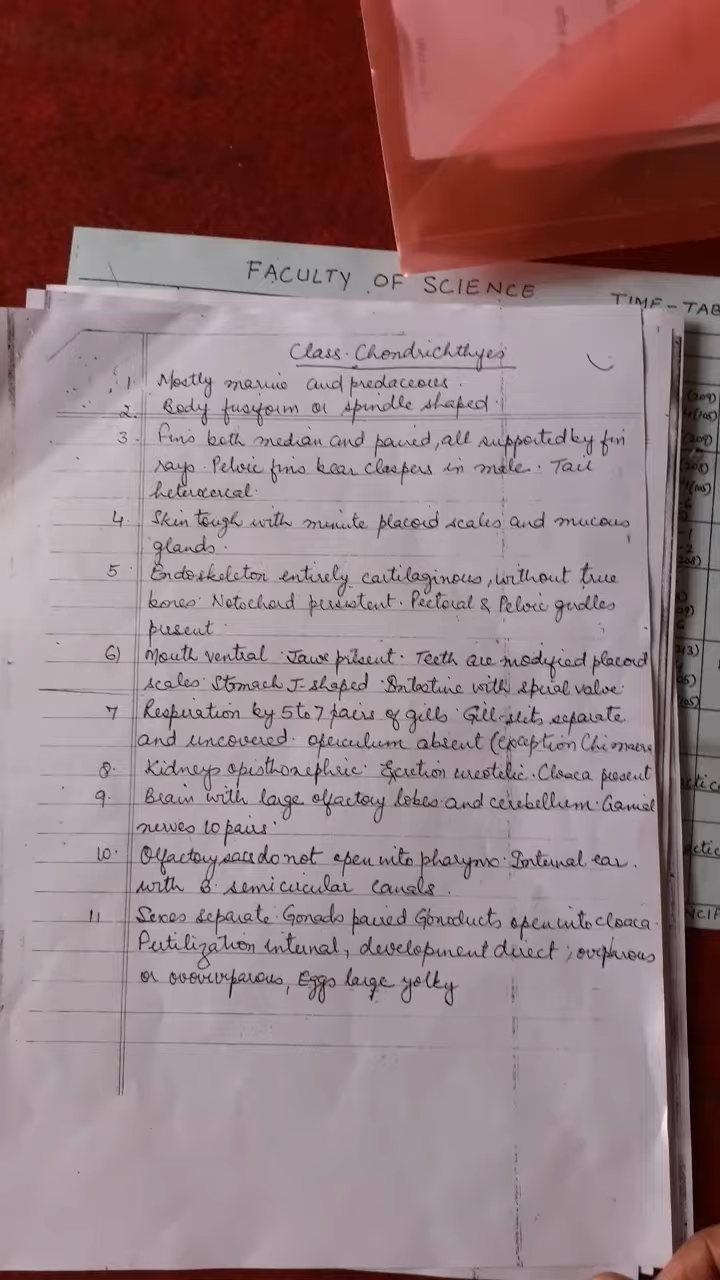 FACULTY OF SCIENCE
TIME-TAB
Class. Chondrichthyes
1. Mostly marine and predaceous.
2. Body fusiform or spindle shaped.
3. Fins both median and paired, all supported by fin
rays. Pelvic fins bear claspers in male. Tail
heterocercal.
4. Skin tough with minute placoid scales and mucous
glands.
5 Endoskeleton entirely cartilaginous, without true
bones. Notochord persistent. Pectoral & Pelvic girdles
present.
6) Mouth ventral. Jaws present. Teeth are modified placoid
scales. Stomach J-shaped. Intestine with spiral valve.
7 Respiration by 5 to 7 pairs of gills. Gill-slits separate
and uncovered. operculum absent (exception Chimaera
8. Kidneys opisthonephric. Excretion ureotelic. Cloaca present
9. Brain with large olfactory lobes and cerebellum. Cranial
nerves 10 pairs.
10. Olfactory sacs do not open into pharynx. Internal ear.
with 3 semicircular canals.
11 Sexes separate. Gonads paired Gonoducts open into cloaca.
Fertilization internal, development direct; oviparous
or ovoviviparous, Eggs large yolky